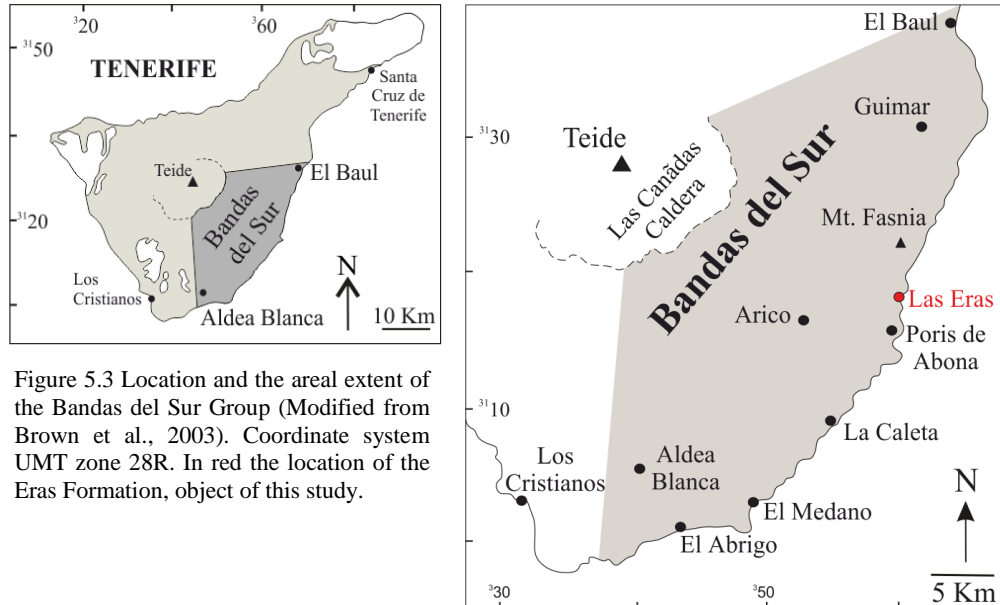 ³20
³60
³¹50
TENERIFE
Santa
Cruz de
Tenerife
Teide
El Baul
Bandas
del Sur
³¹20
N
Los
Cristianos
Aldea Blanca
10 Km
Figure 5.3 Location and the areal extent of
the Bandas del Sur Group (Modified from
Brown et al., 2003). Coordinate system
UMT zone 28R. In red the location of the
Eras Formation, object of this study.
El Baul
Guimar
³¹30
Teide
Las Canãdas
Caldera
Bandas del Sur
Mt. Fasnia
Las Eras
Arico
Poris de
Abona
³¹10
La Caleta
Los
Cristianos
Aldea
Blanca
N
El Medano
El Abrigo
5 Km
³30
³50